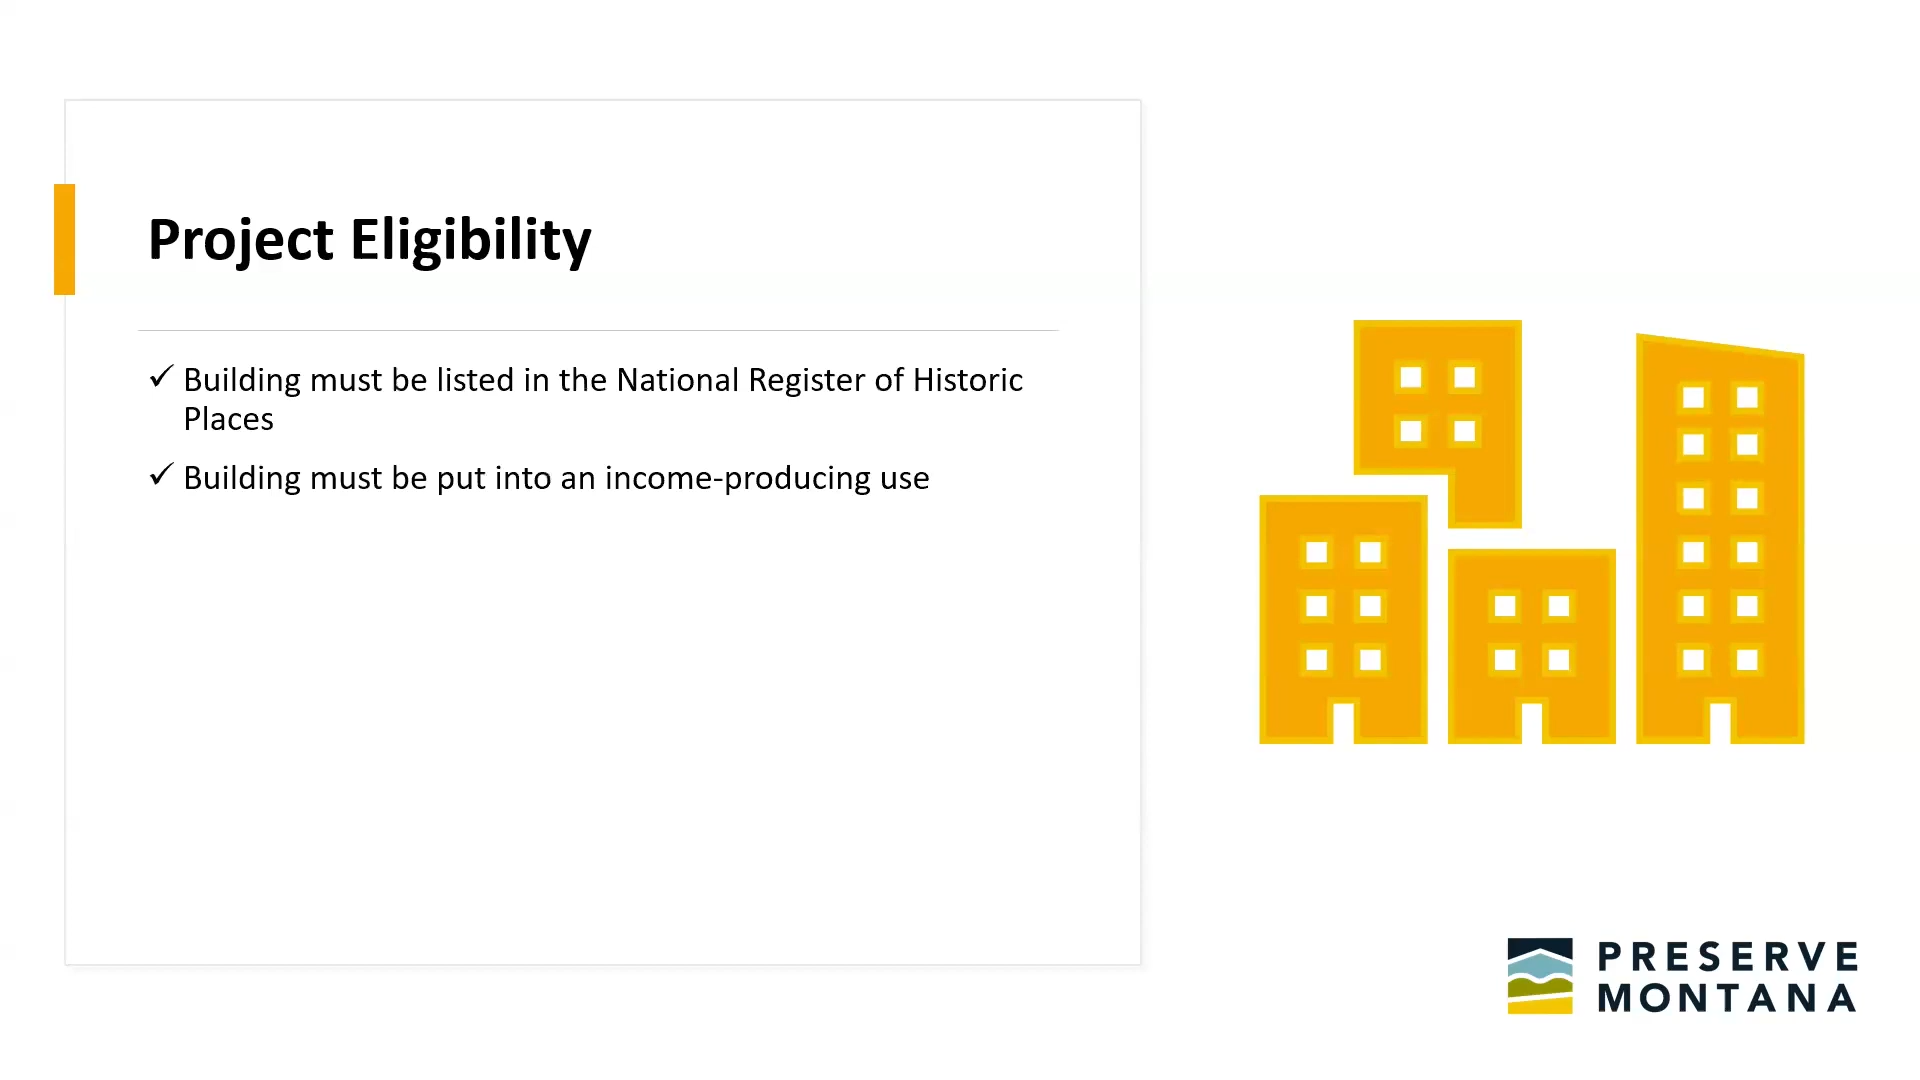 Project Eligibility
✓ Building must be listed in the National Register of Historic
Places
✓ Building must be put into an income-producing use
PRESERVE
MONTANA